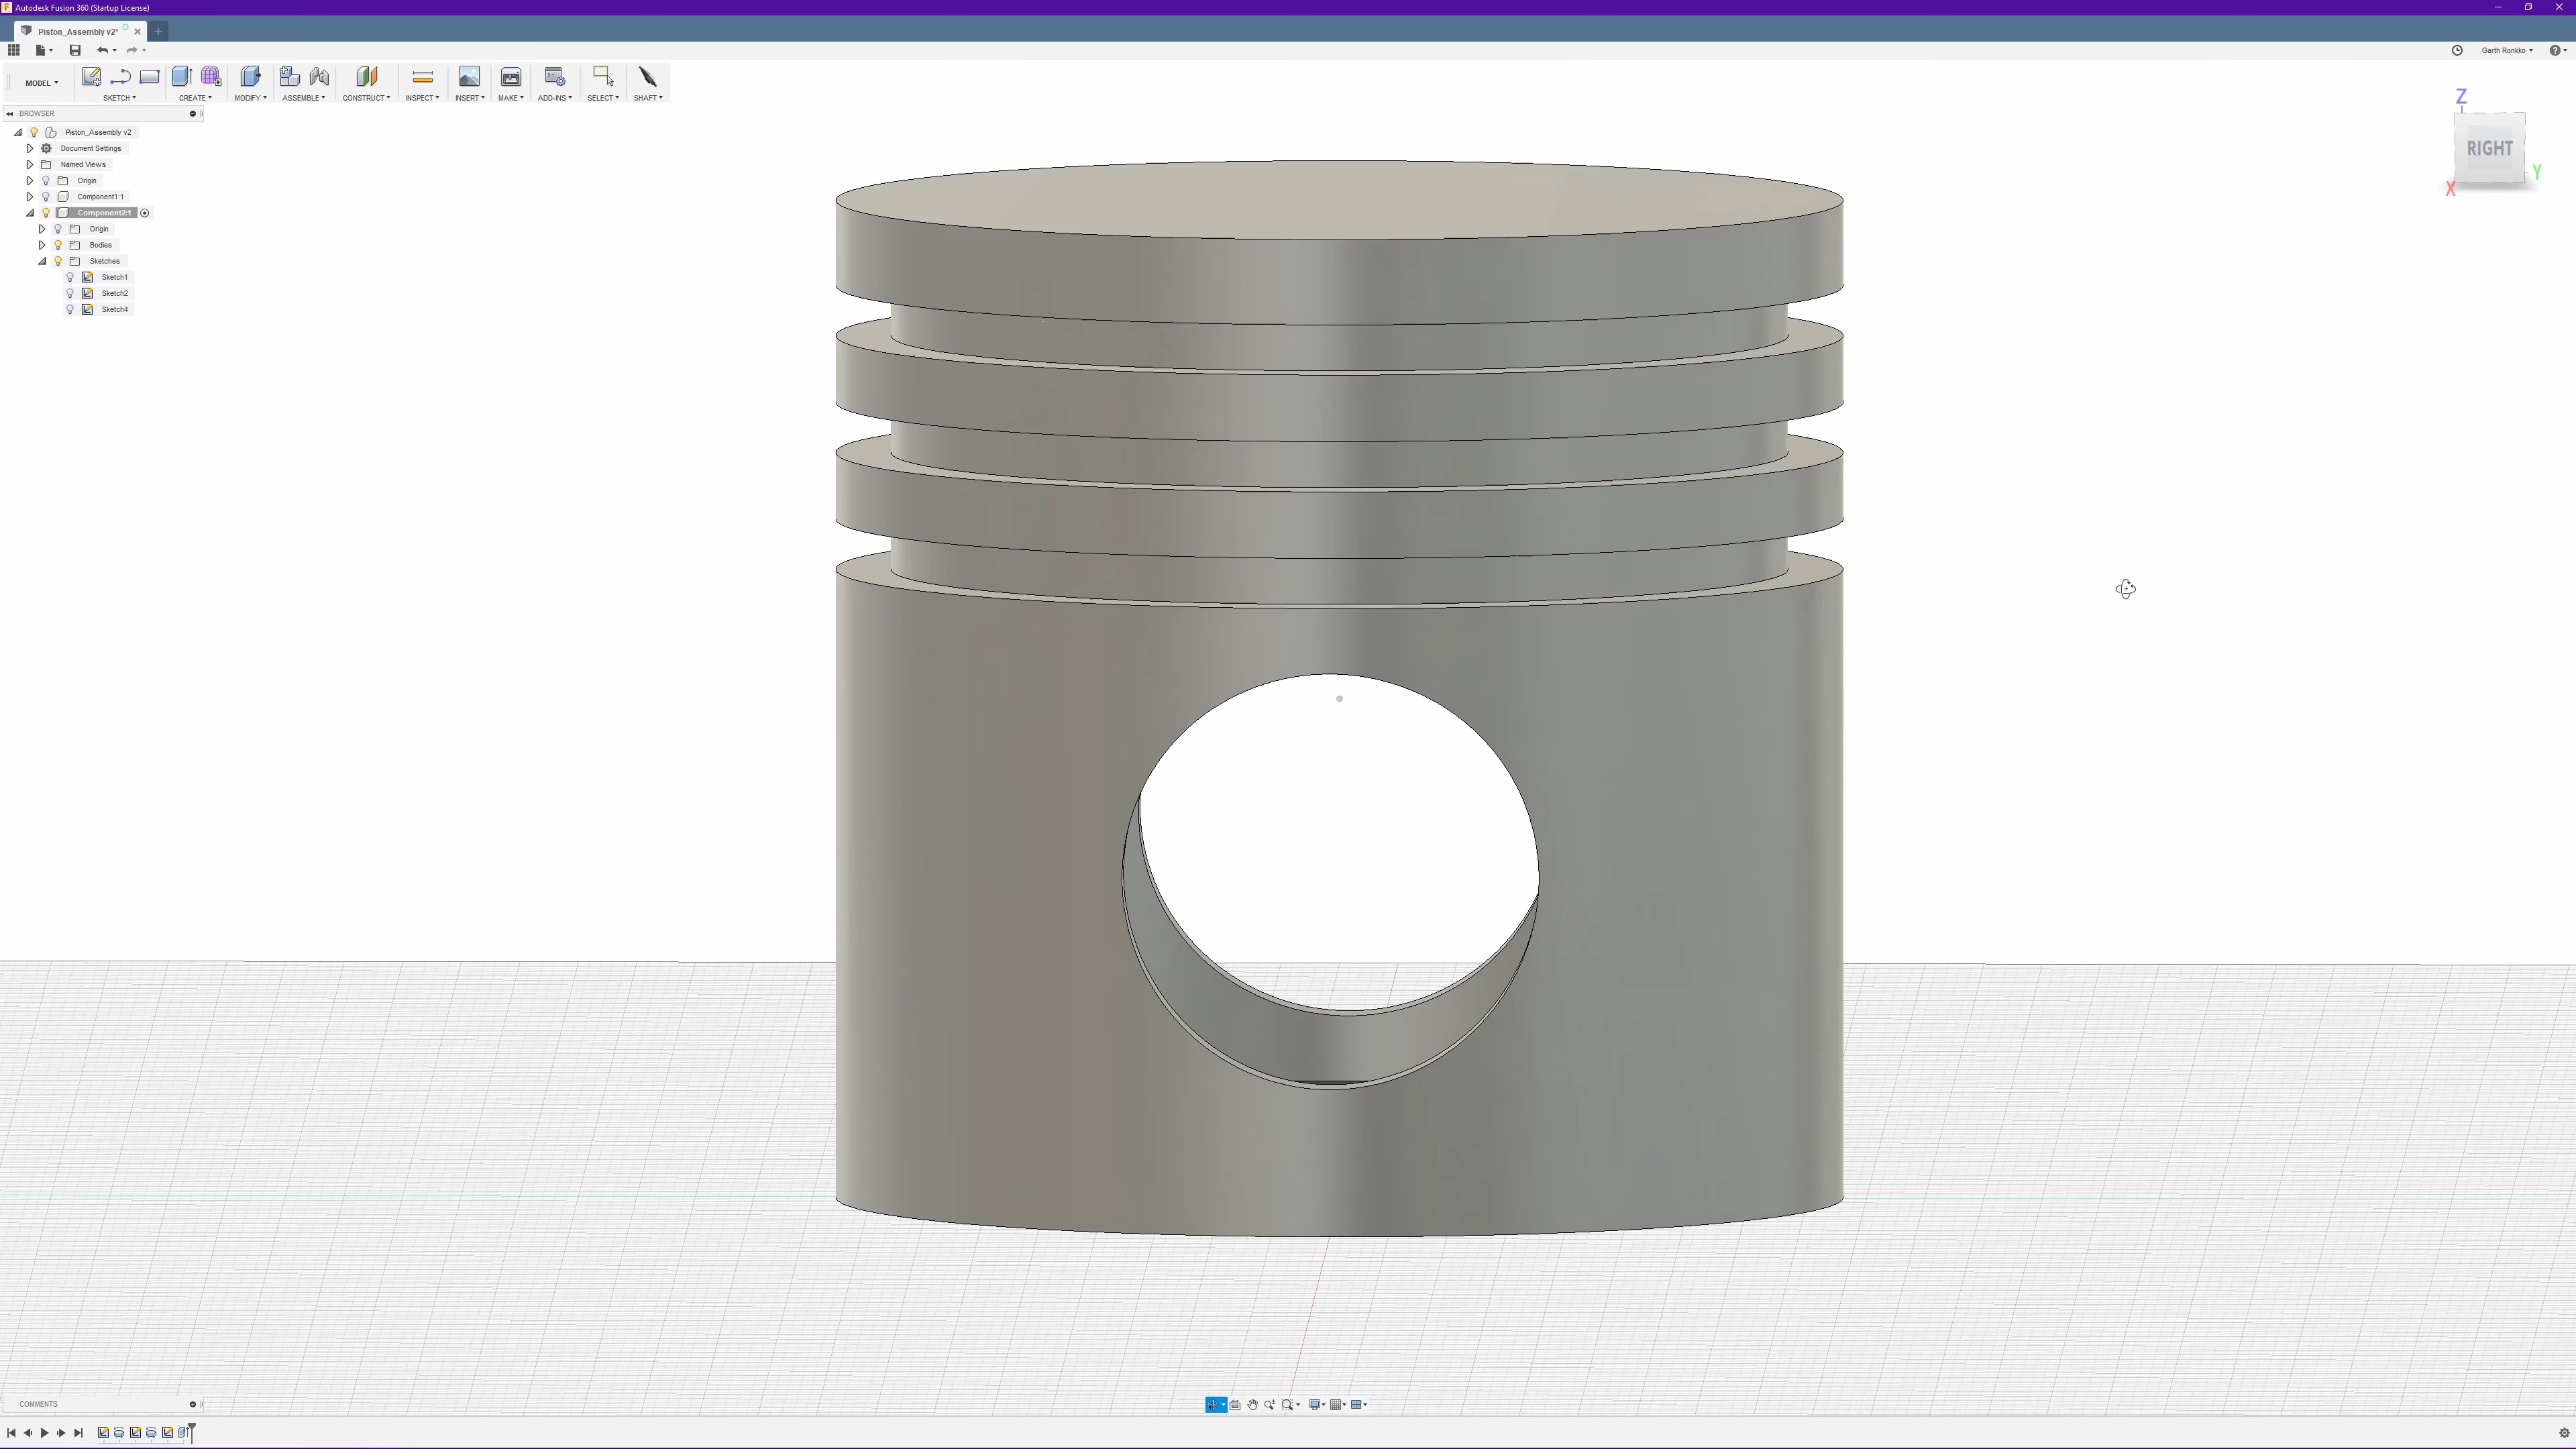 Autodesk Fusion 360 (Startup License)
Piston_Assembly v2*
Garth Ronkko
MODEL
SKETCH CREATE MODIFY ASSEMBLE CONSTRUCT INSPECT INSERT MAKE ADD-INS SELECT SHAFT
BROWSER
Piston_Assembly v2
Document Settings
Named Views
Origin
Component1:1
Component2:1
Origin
Bodies
Sketches
Sketch1
Sketch2
Sketch4
Z
RIGHT
Y
X
COMMENTS